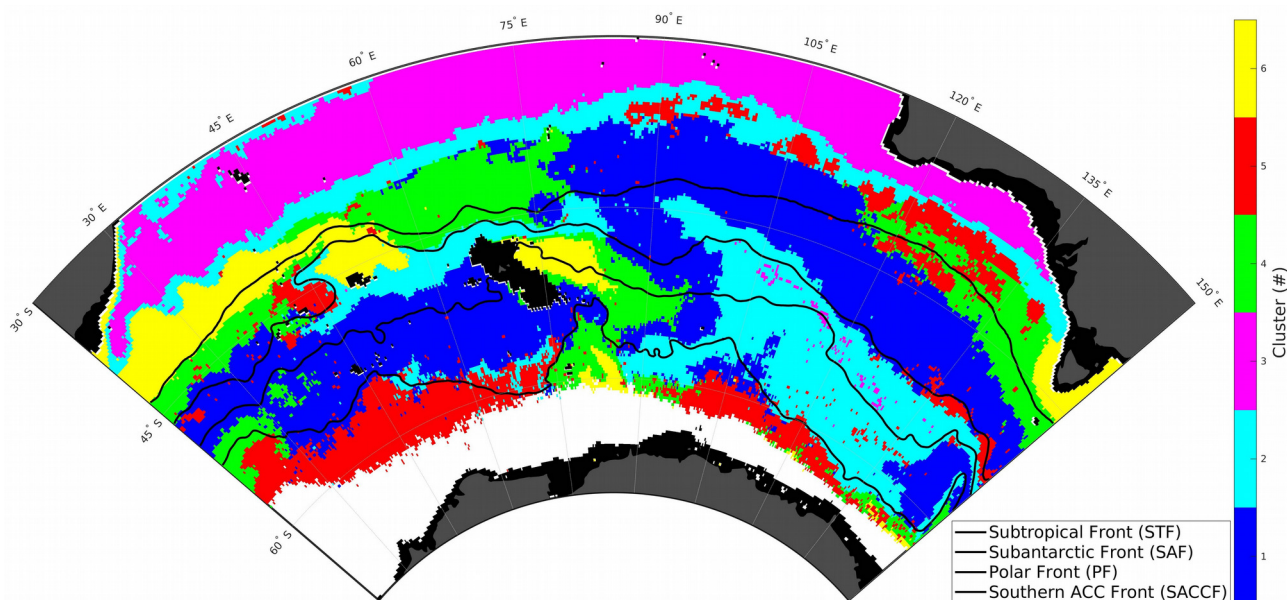 75° E
90° E
105° E
60° E
120° E
45° E
135° E
30° E
150° E
30° S
45° S
60° S
6
5
4
3
2
1
Cluster (#)
Subtropical Front (STF)
Subantarctic Front (SAF)
Polar Front (PF)
Southern ACC Front (SACCF)